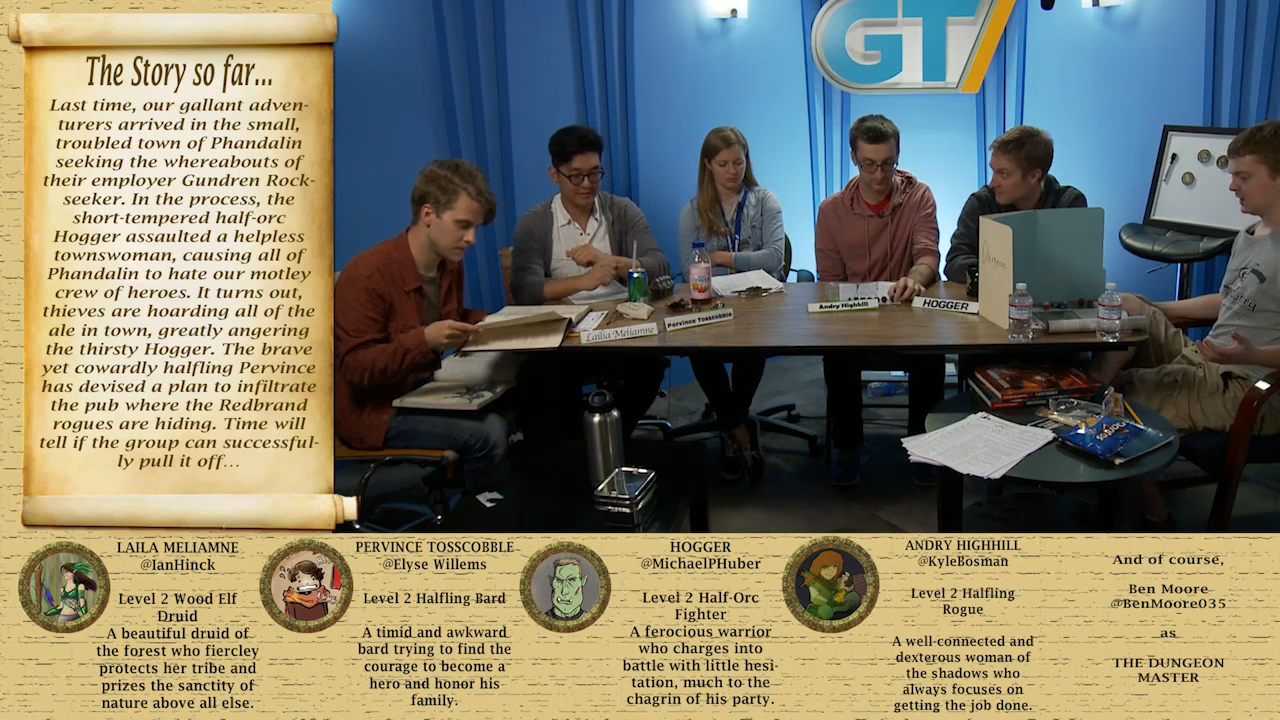 The Story so far...
Last time, our gallant adven-
turers arrived in the small,
troubled town of Phandalin
seeking the whereabouts of
their employer Gundren Rock-
seeker. In the process, the
short-tempered half-orc
Hogger assaulted a helpless
townswoman, causing all of
Phandalin to hate our motley
crew of heroes. It turns out,
thieves are hoarding all of the
ale in town, greatly angering
the thirsty Hogger. The brave
yet cowardly halfling Pervince
has devised a plan to infiltrate
the pub where the Redbrand
rogues are hiding. Time will
tell if the group can successful-
ly pull it off...
GT
Lailia Meliamne
Pervince Tosscobble
Andry Highhill
HOGGER
LAILA MELIAMNE
@IanHinck
Level 2 Wood Elf
Druid
A beautiful druid of
the forest who fiercley
protects her tribe and
prizes the sanctity of
nature above all else.
PERVINCE TOSSCOBBLE
@Elyse Willems
Level 2 Halfling Bard
A timid and awkward
bard trying to find the
courage to become a
hero and honor his
family.
HOGGER
@MichaelPHuber
Level 2 Half-Orc
Fighter
A ferocious warrior
who charges into
battle with little hesi-
tation, much to the
chagrin of his party.
ANDRY HIGHHILL
@KyleBosman
Level 2 Halfling
Rogue
A well-connected and
dexterous woman of
the shadows who
always focuses on
getting the job done.
And of course,
Ben Moore
@BenMoore035
as
THE DUNGEON
MASTER